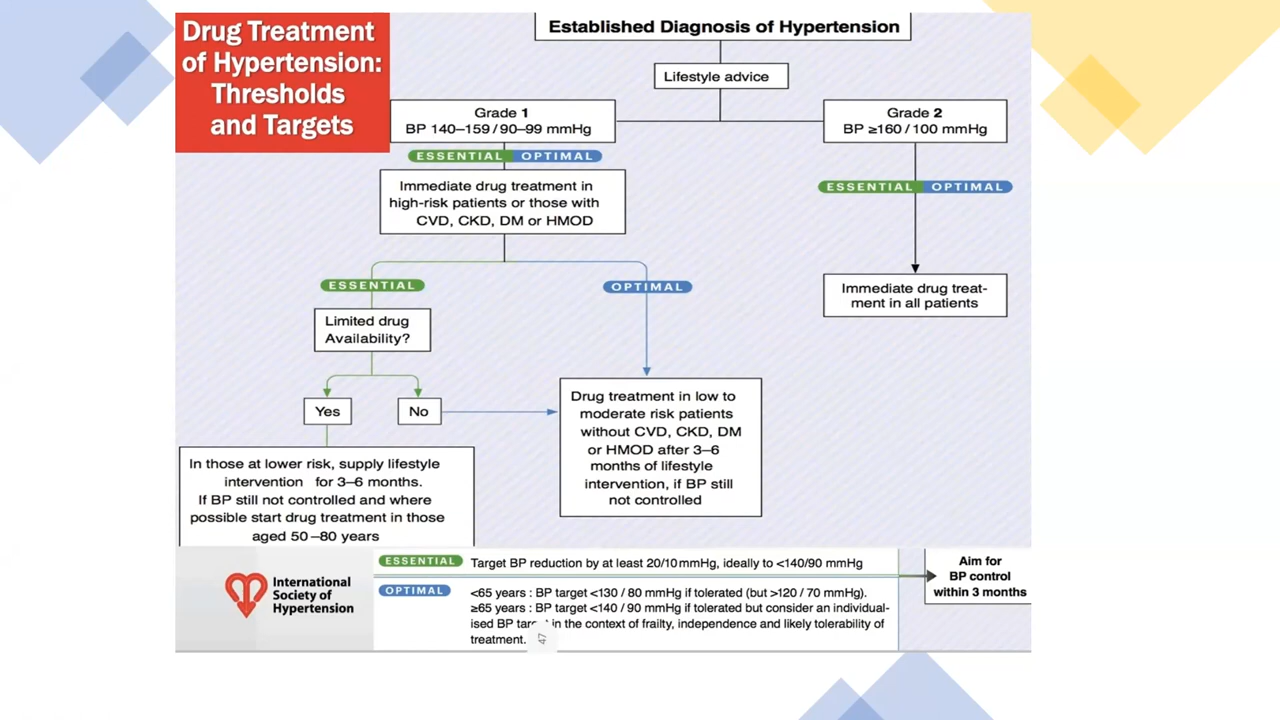 Drug Treatment
of Hypertension:
Thresholds
and Targets
Established Diagnosis of Hypertension
Lifestyle advice
Grade 1
BP 140–159/90–99 mmHg
Grade 2
BP ≥160/100 mmHg
ESSENTIAL OPTIMAL
Immediate drug treatment in
high-risk patients or those with
CVD, CKD, DM or HMOD
ESSENTIAL OPTIMAL
Immediate drug treat-
ment in all patients
ESSENTIAL
OPTIMAL
Limited drug
Availability?
Yes
No
Drug treatment in low to
moderate risk patients
without CVD, CKD, DM
or HMOD after 3–6
months of lifestyle
intervention, if BP still
not controlled
In those at lower risk, supply lifestyle
intervention for 3–6 months.
If BP still not controlled and where
possible start drug treatment in those
aged 50–80 years
International
Society of
Hypertension
ESSENTIAL
Target BP reduction by at least 20/10 mmHg, ideally to <140/90 mmHg
OPTIMAL
<65 years : BP target <130 / 80 mmHg if tolerated (but >120 / 70 mmHg).
≥65 years : BP target <140 / 90 mmHg if tolerated but consider an individual-
ised BP in the context of frailty, independence and likely tolerability of
treatment.
47
Aim for
BP control
within 3 months